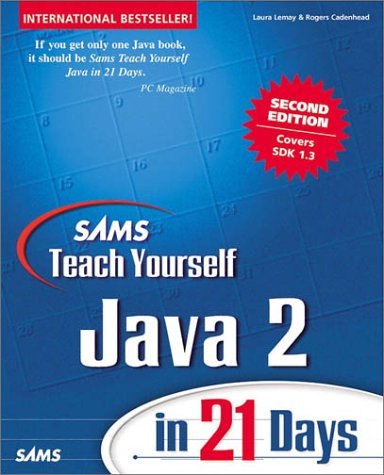 INTERNATIONAL BESTSELLER!
Laura Lemay & Rogers Cadenhead
If you get only one Java book,
it should be Sams Teach Yourself
Java in 21 Days.
PC Magazine
SECOND
EDITION
Covers
SDK 1.3
SAMS
Teach Yourself
Java 2
in 21 Days
SAMS